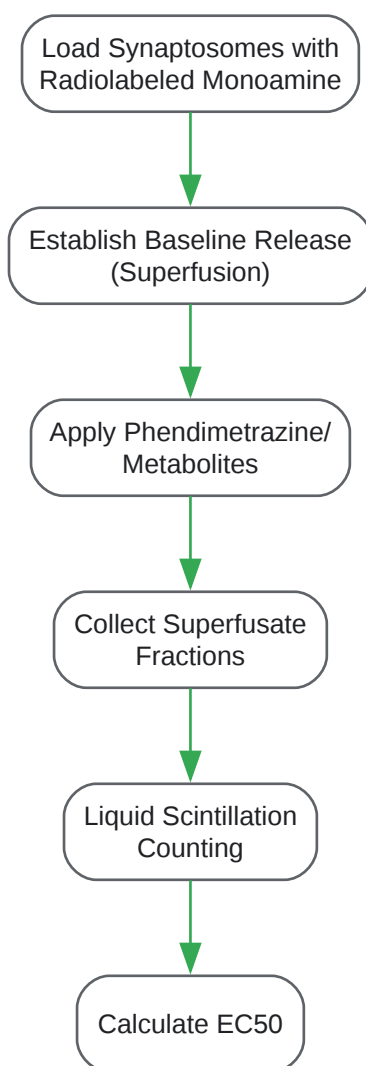 Load Synaptosomes with
Radiolabeled Monoamine
Establish Baseline Release
(Superfusion)
Apply Phendimetrazine/
Metabolites
Collect Superfusate
Fractions
Liquid Scintillation
Counting
Calculate EC50